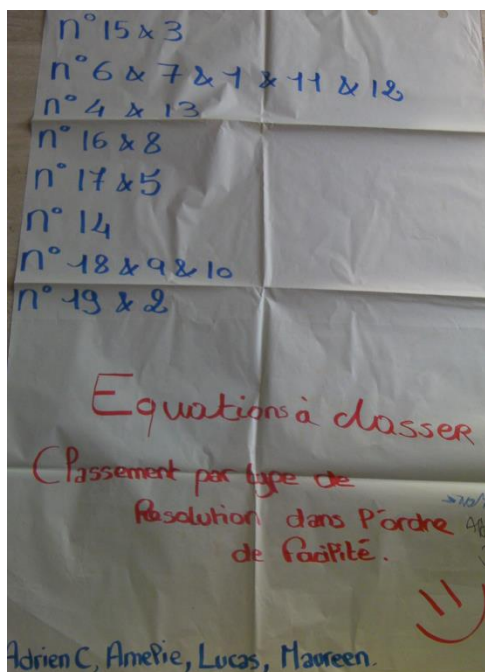 n° 15 & 3
n° 6 & 7 & 1 & 11 & 12
n° 4 & 13
n° 16 & 8
n° 17 & 5
n° 14
n° 18 & 9 & 10
n° 19 & 2
Equations à classer
Classement par type de
Resolution dans l'ordre
de facilité.
Adrien C, Amelie, Lucas, Maureen.